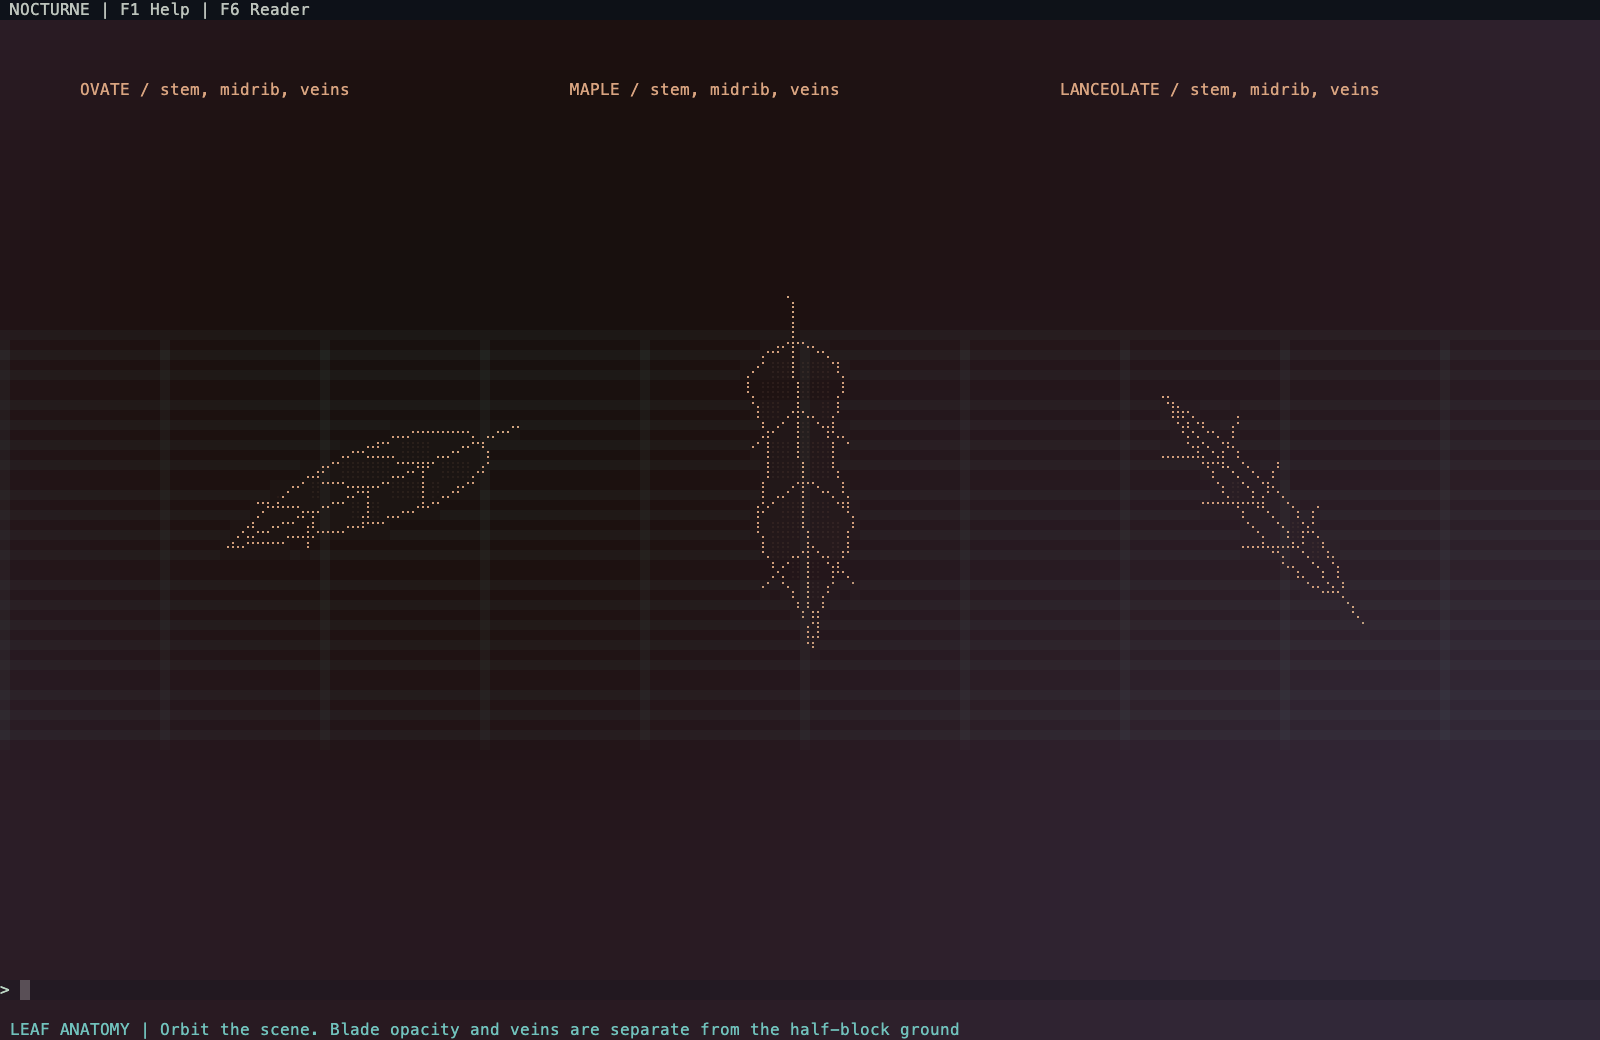 NOCTURNE | F1 Help | F6 Reader
OVATE / stem, midrib, veins MAPLE / stem, midrib, veins LANCEOLATE / stem, midrib, veins
>
LEAF ANATOMY | Orbit the scene. Blade opacity and veins are separate from the half-block ground